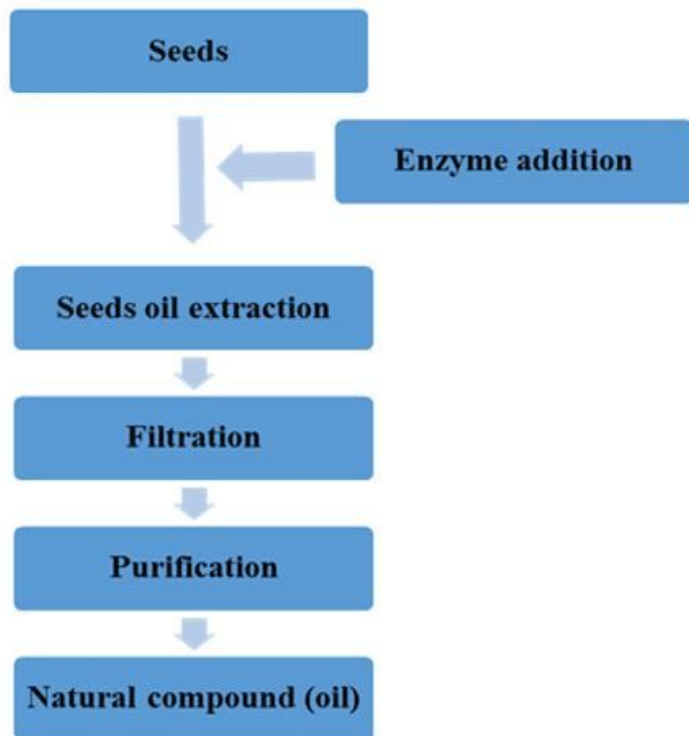 Seeds
Enzyme addition
Seeds oil extraction
Filtration
Purification
Natural compound (oil)